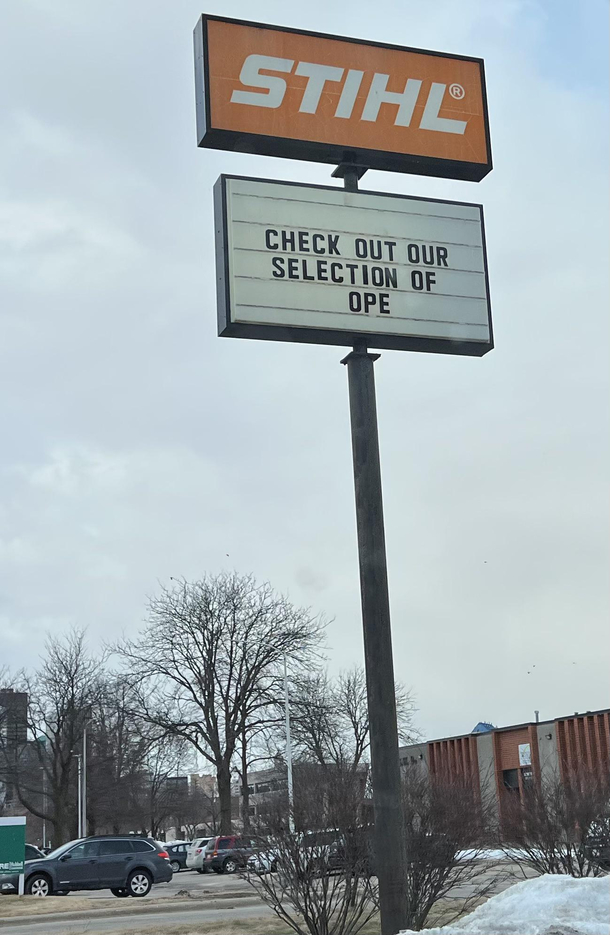 STIHL®
CHECK OUT OUR
SELECTION OF
OPE